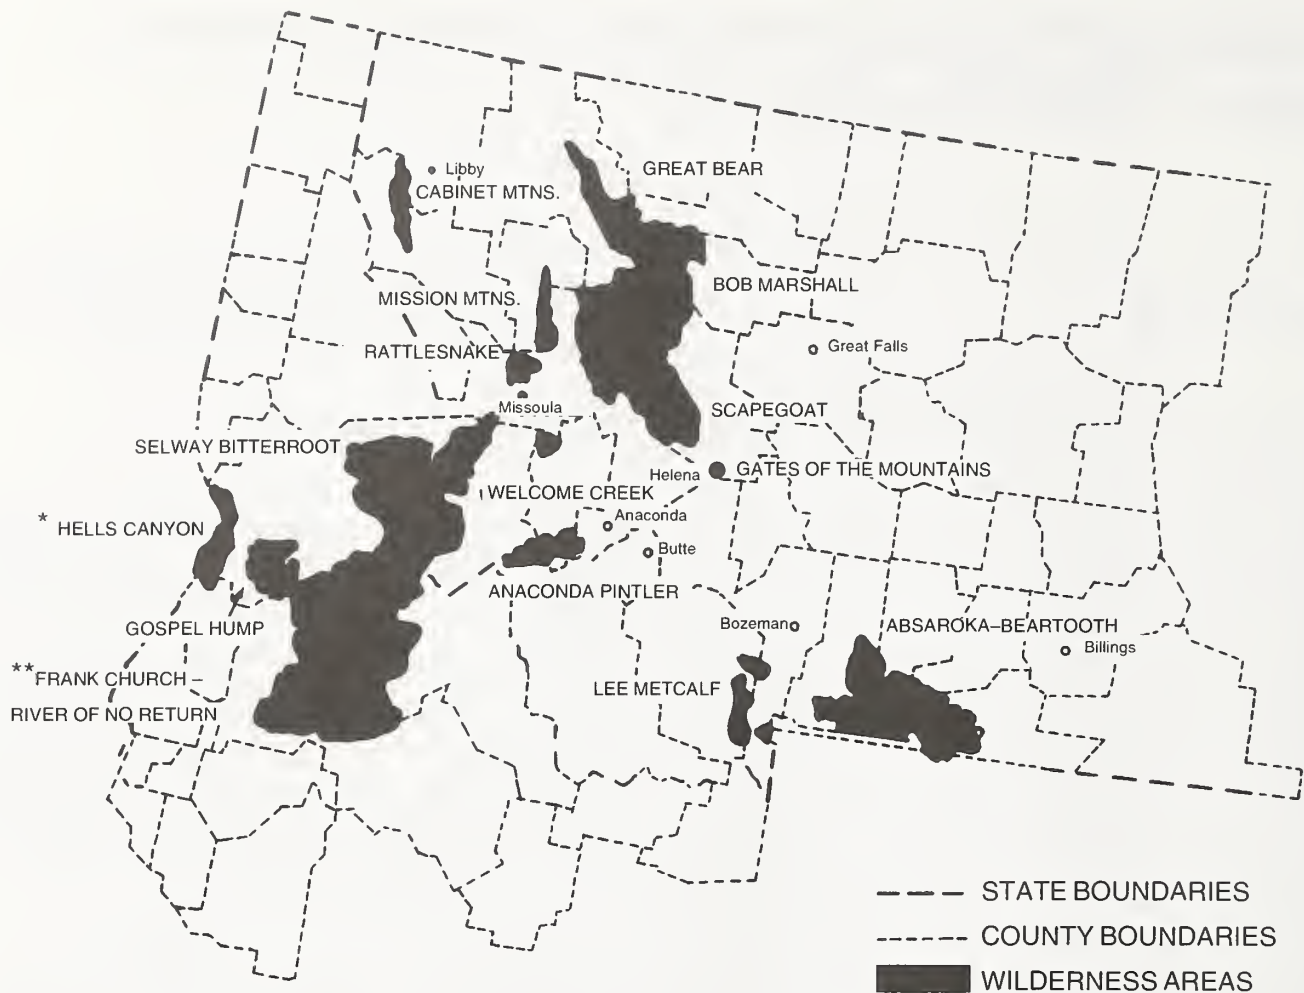 GREAT BEAR
Libby
CABINET MTNS.
BOB MARSHALL
MISSION MTNS.
Great Falls
RATTLESNAKE
Missoula
SCAPEGOAT
SELWAY BITTERROOT
Helena
GATES OF THE MOUNTAINS
WELCOME CREEK
* HELLS CANYON
Anaconda
Butte
ANACONDA PINTLER
GOSPEL HUMP
Bozeman
ABSAROKA–BEARTOOTH
Billings
**FRANK CHURCH –
RIVER OF NO RETURN
LEE METCALF
STATE BOUNDARIES
COUNTY BOUNDARIES
WILDERNESS AREAS